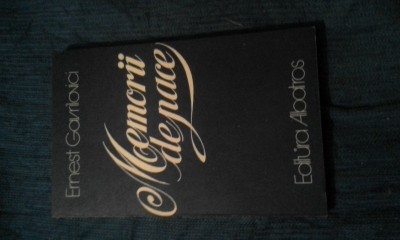 Ernest Gavrilovici
Memorii
de pace
Editura Albatros